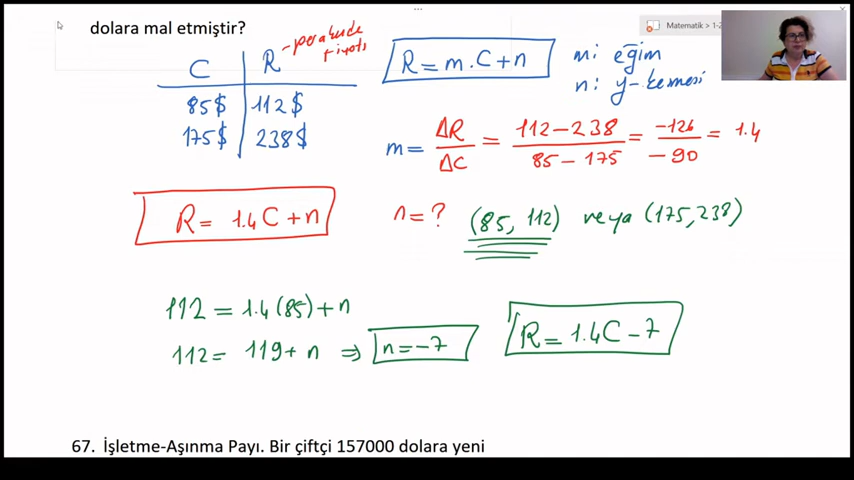 Matematik > 1-2
dolara mal etmiştir?
C R - perakende fiyatı
85$ 112$
175$ 238$
R = m.C + n
m: eğim
n: y-kesmesi
m = ΔR/ΔC = 112 - 238 / 85 - 175 = -126 / -90 = 1.4
R = 1.4C + n
n = ? (85, 112) veya (175, 238)
112 = 1.4(85) + n
112 = 119 + n ⇒ n = -7
R = 1.4C - 7
67. İşletme-Aşınma Payı. Bir çiftçi 157000 dolara yeni